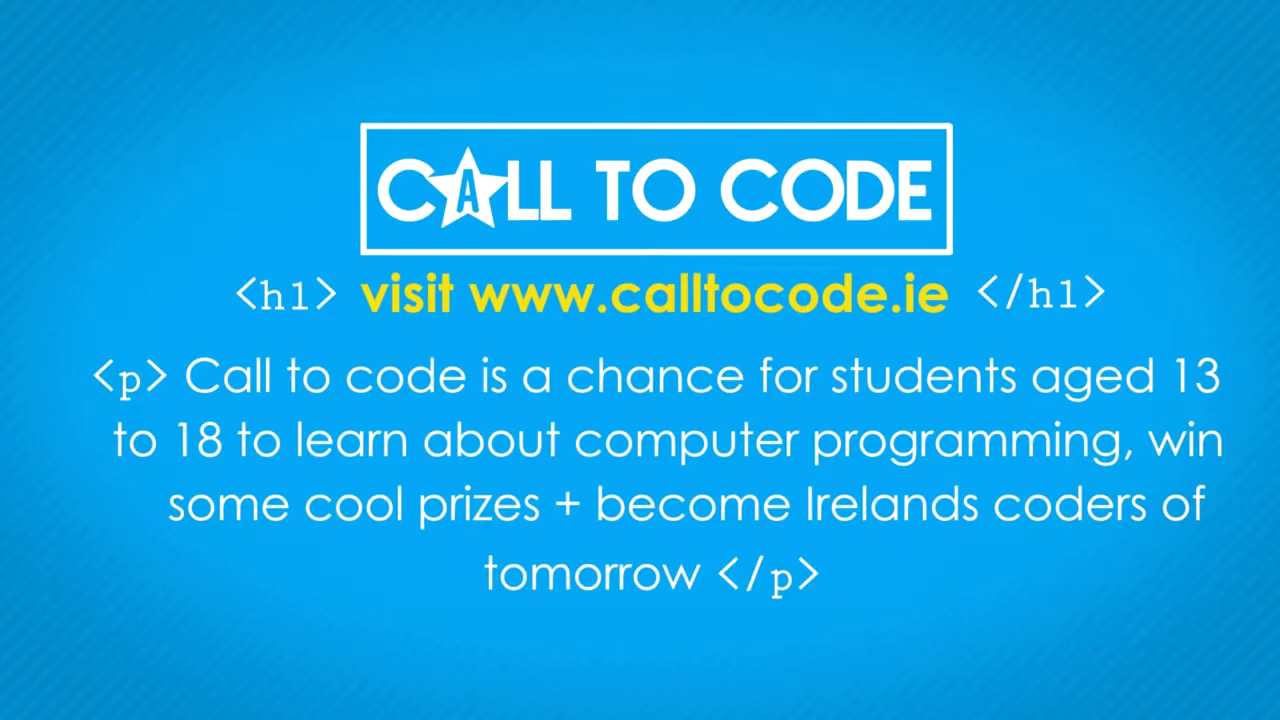 CALL TO CODE
<h1> visit www.calltocode.ie </h1>
<p> Call to code is a chance for students aged 13
to 18 to learn about computer programming, win
some cool prizes + become Irelands coders of
tomorrow </p>